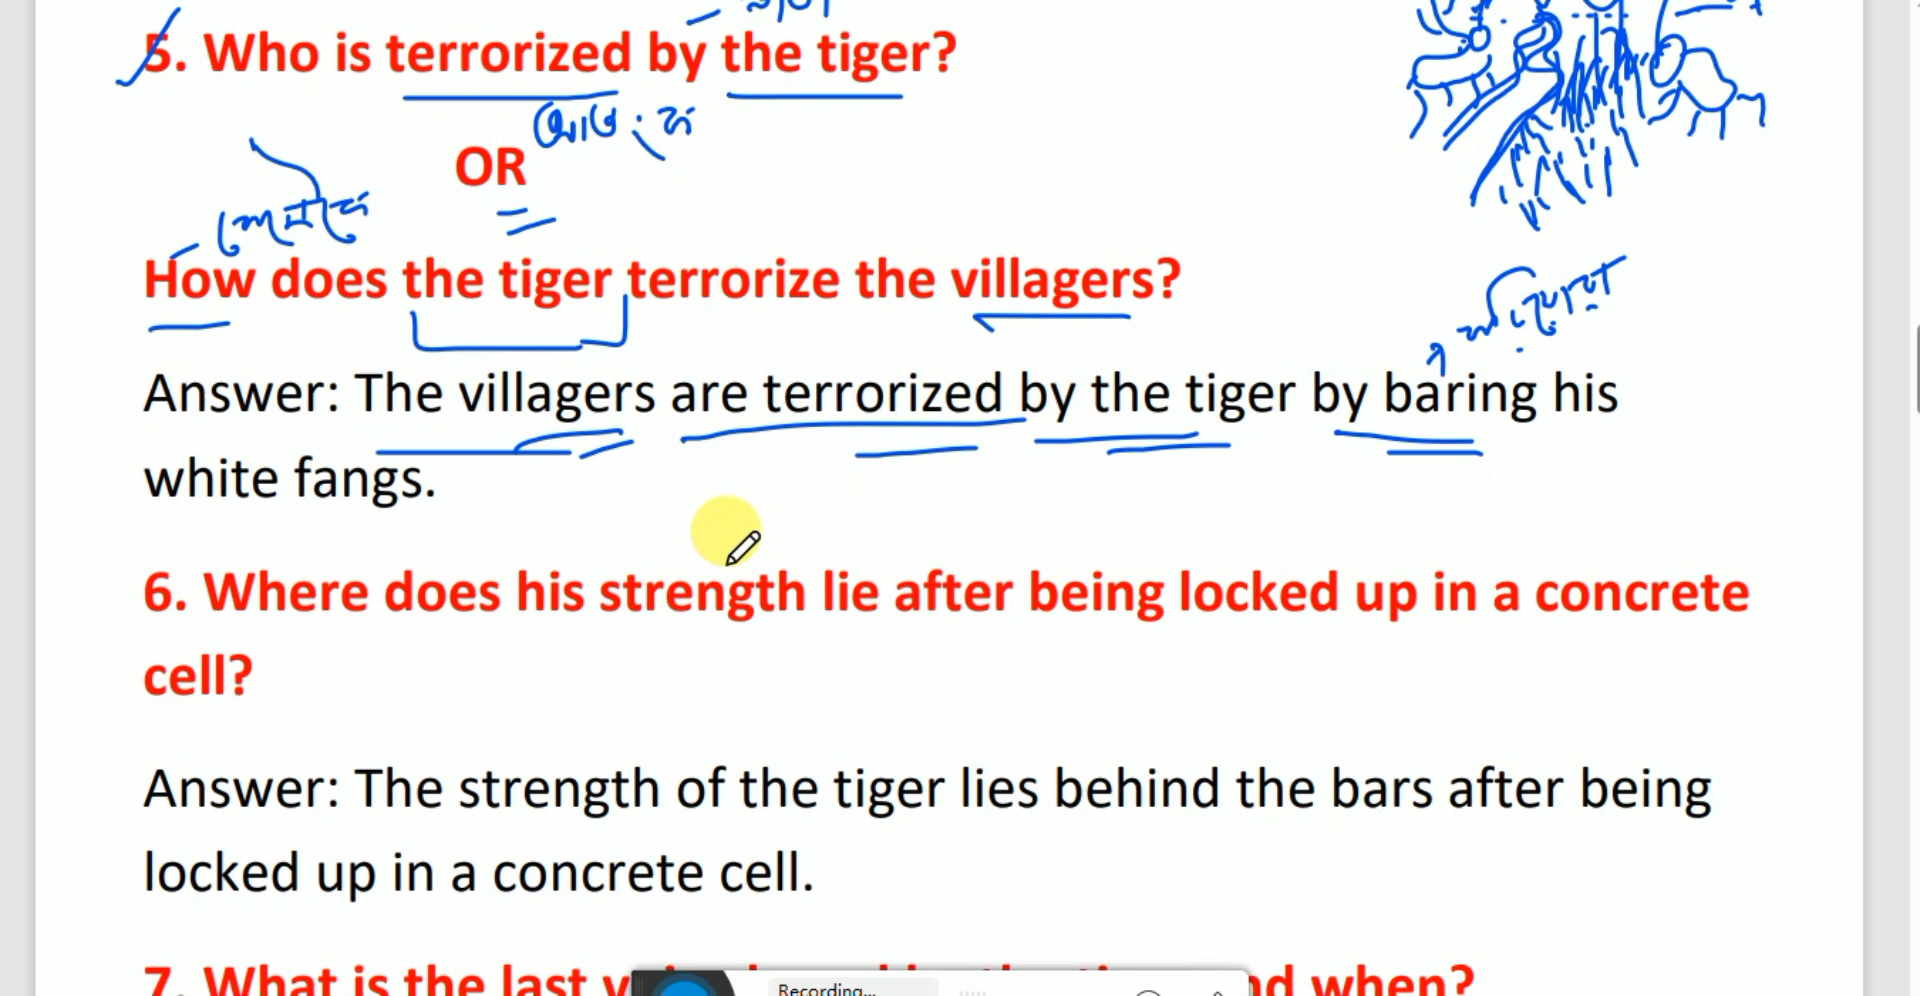 5. Who is terrorized by the tiger?
OR
How does the tiger terrorize the villagers?
Answer: The villagers are terrorized by the tiger by baring his
white fangs.
6. Where does his strength lie after being locked up in a concrete
cell?
Answer: The strength of the tiger lies behind the bars after being
locked up in a concrete cell.
7. What is the last
and when?
Recording...